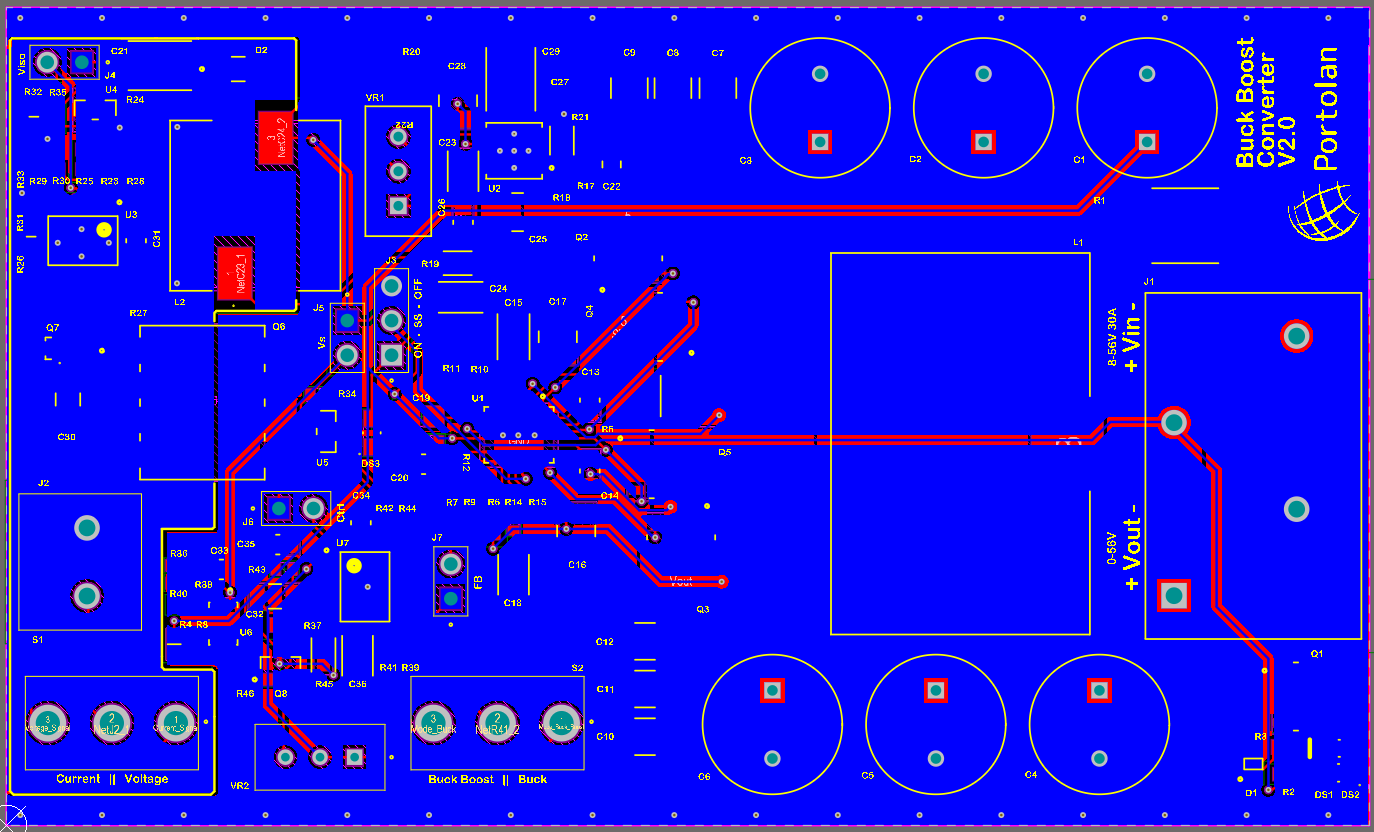 C21
D2
Viso
J4
U4
R32
R35
R24
R20
C28
C29
C27
C9
C8
C7
VR1
R22
C23
R21
U2
R17
C22
C3
C2
C1
Buck Boost
Converter
V2.0
Portolan
R33
R29
R30
R25
R23
R28
R31
U3
C31
R26
3
NetC24_2
1
NetC23_1
L2
R27
C26
R18
C25
Q2
R19
J3
R1
L1
J1
C24
C15
C17
Q4
J5
Vs
ON - SS - OFF
8-56V 30A
+ Vin -
Q7
Q6
R34
R11
R10
C13
C19
U1
C30
U5
DS3
R12
C20
R5
Q5
J2
C34
J6
Ctrl
R42
R44
R7
R9
R6
R14
R15
C14
J7
FB
U7
C35
C33
R36
R43
R38
R40
C32
R4
R8
U6
C16
C18
Vout
Q3
0-56V
+ Vout -
S1
R37
R45
C36
R41
R39
R46
Q8
S2
C12
C11
C10
Q1
3
2
NetJ2_2
1
3
Mode_Buck
2
NetR41_2
1
Current || Voltage
VR2
Buck Boost || Buck
C6
C5
C4
R3
D1
R2
DS1
DS2